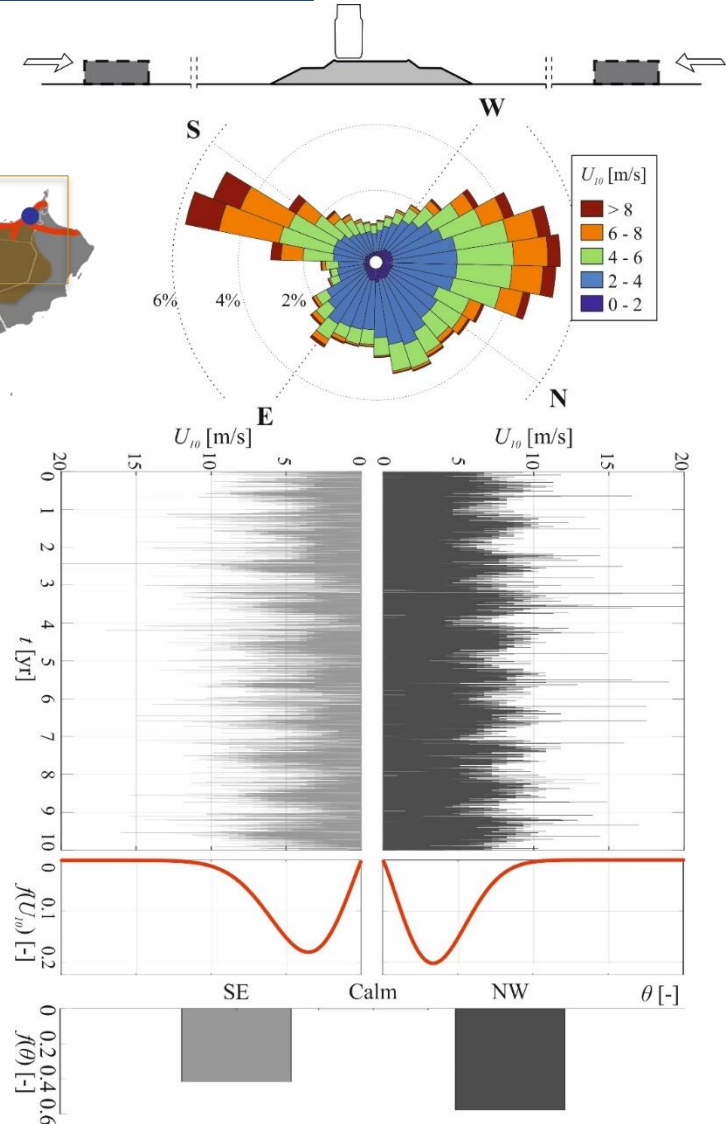 W
S
U10 [m/s]
> 8
6 - 8
4 - 6
2 - 4
0 - 2
6%
4%
2%
N
E
U10 [m/s]
U10 [m/s]
20
15
10
5
0
0
5
10
15
20
0
1
2
3
4
5
6
7
8
9
10
t [yr]
0
0.1
0.2
f(U10) [-]
SE
Calm
NW
θ [-]
0
0.2
0.4
0.6
f(θ) [-]